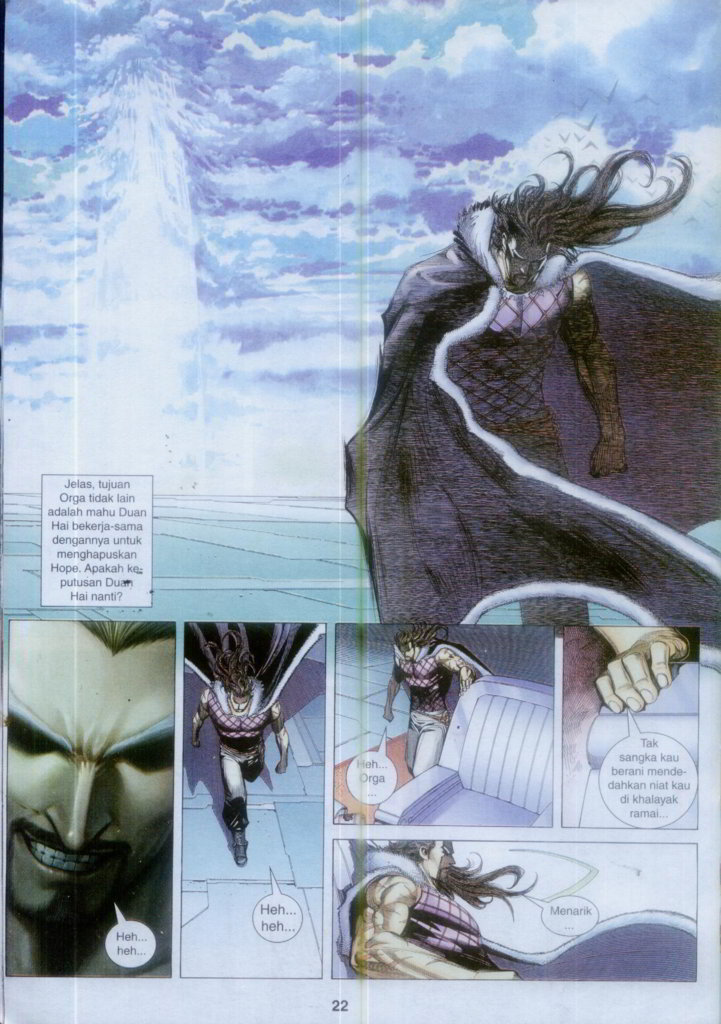 Jelas, tujuan
Orga tidak lain
adalah mahu Duan
Hai bekerja-sama
dengannya untuk
menghapuskan
Hope. Apakah ke-
putusan Duan
Hai nanti?
Heh...
heh...
Heh...
heh...
Heh...
Orga
...
Tak
sangka kau
berani mende-
dahkan niat kau
di khalayak
ramai...
Menarik
...
22